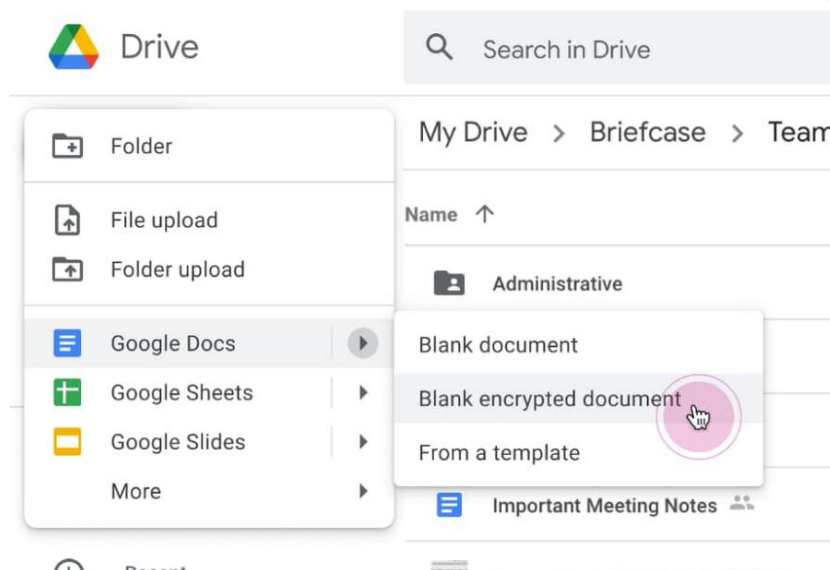 Drive
Search in Drive
My Drive > Briefcase > Team
Name
Folder
File upload
Folder upload
Administrative
Google Docs
Google Sheets
Google Slides
More
Blank document
Blank encrypted document
From a template
Important Meeting Notes